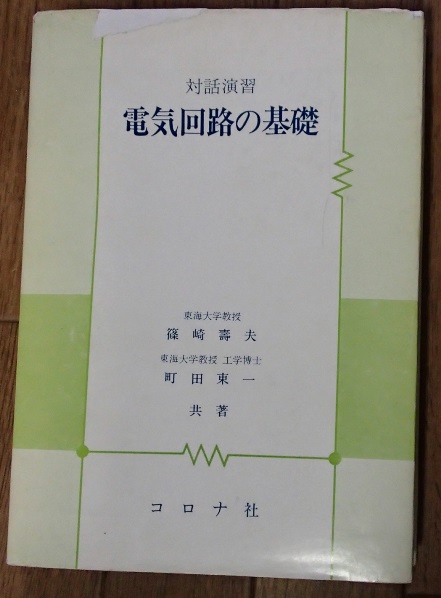 対話演習
電気回路の基礎
東海大学教授
篠崎壽夫
東海大学教授 工学博士
町田東一
共著
コロナ社